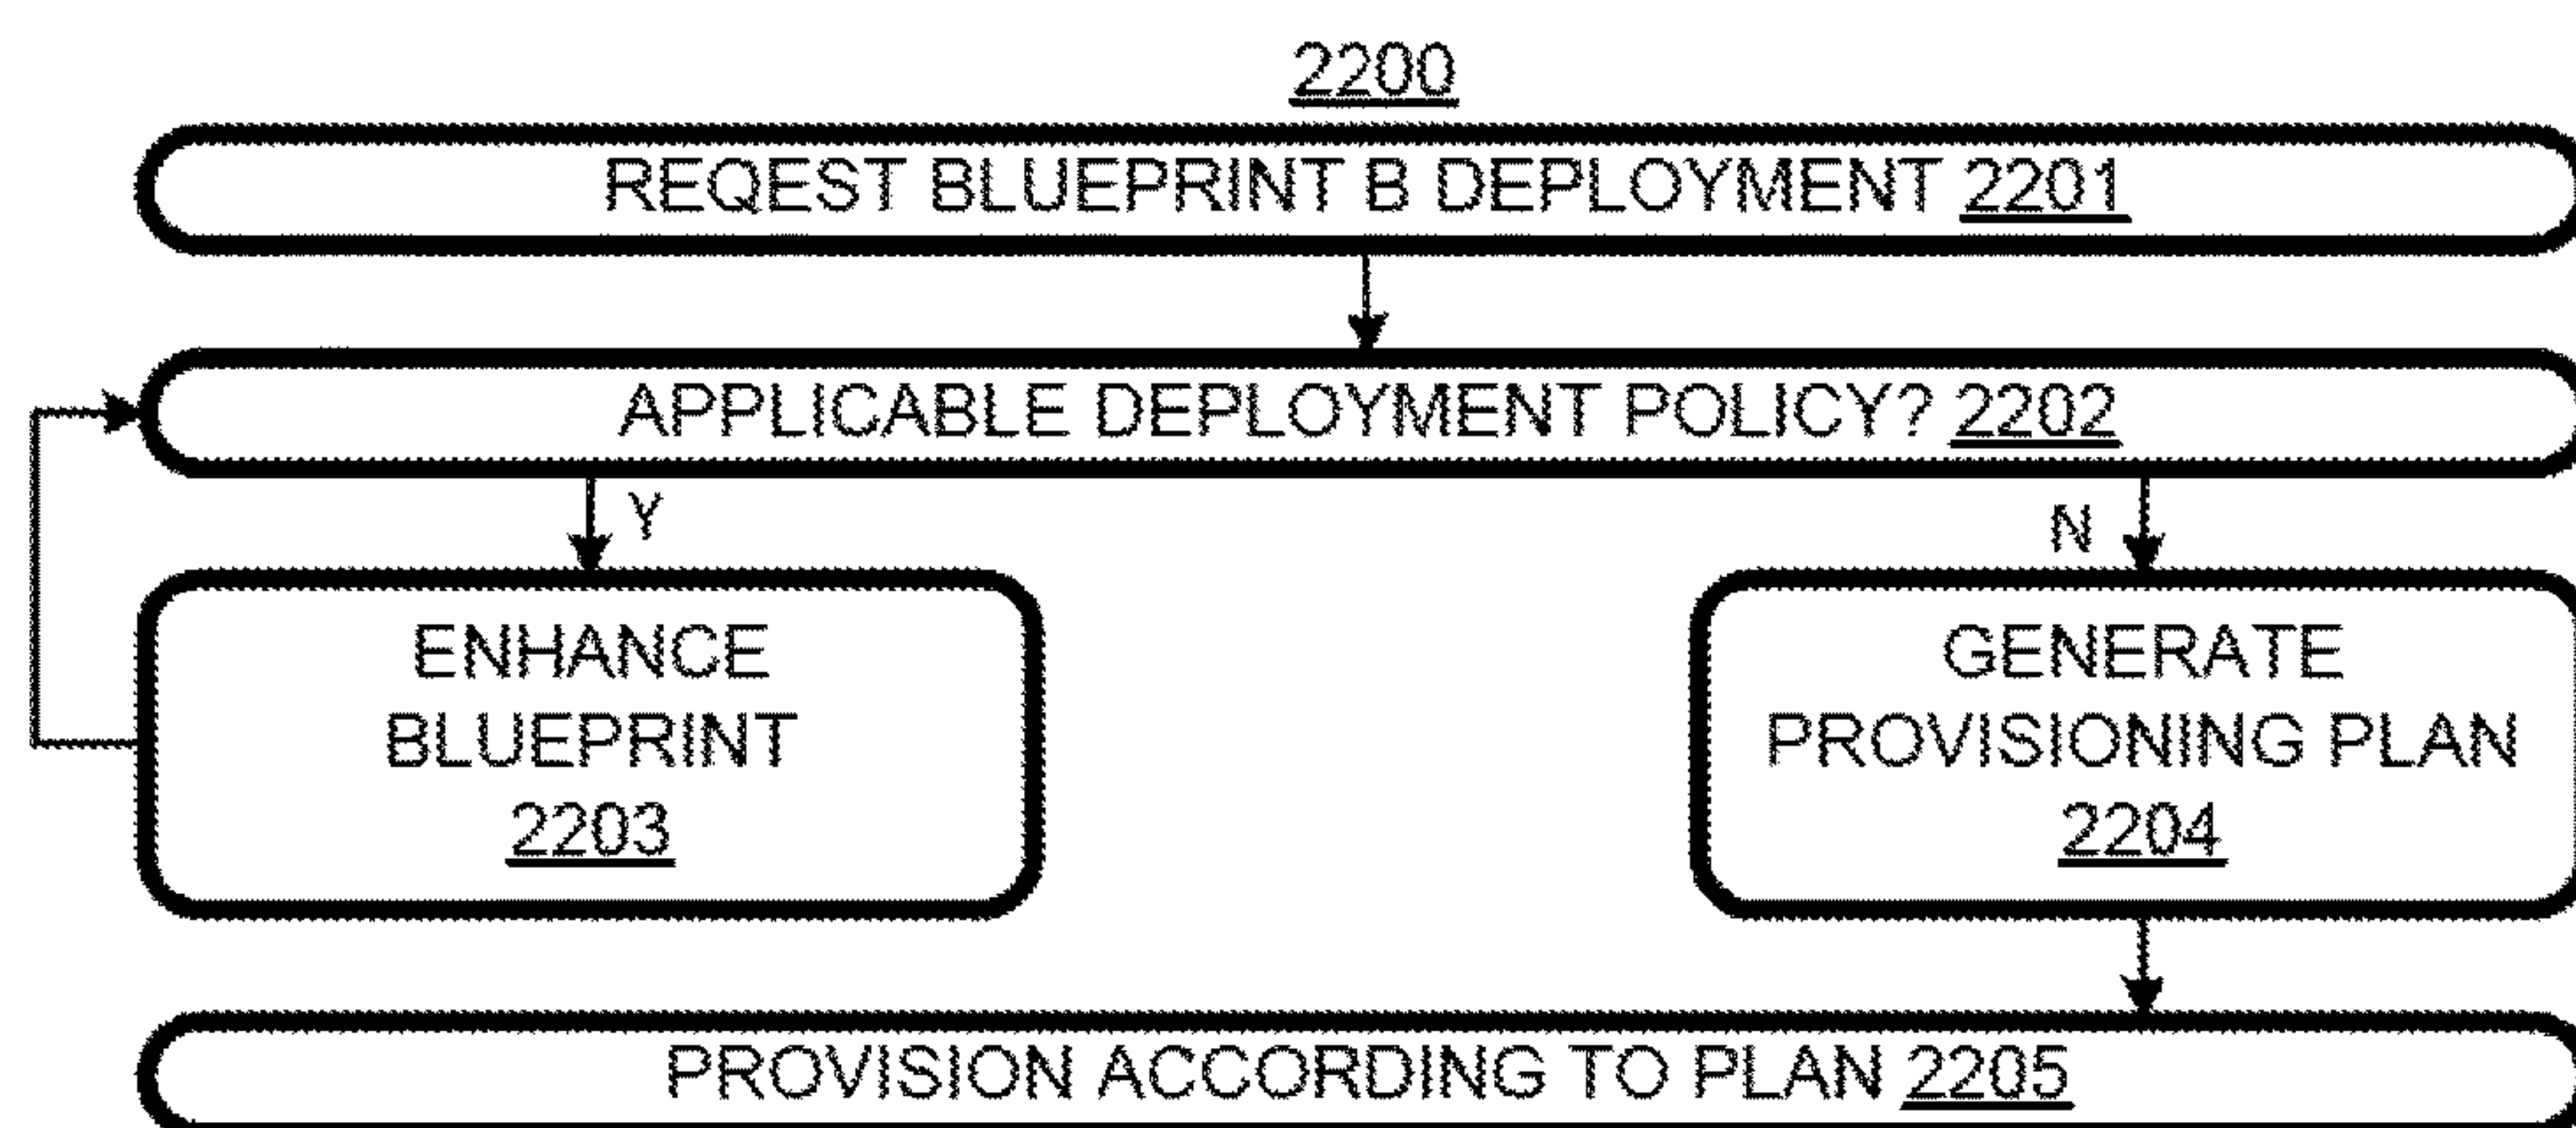 2200
REQEST BLUEPRINT B DEPLOYMENT 2201
APPLICABLE DEPLOYMENT POLICY? 2202
Y
N
ENHANCE
BLUEPRINT
2203
GENERATE
PROVISIONING PLAN
2204
PROVISION ACCORDING TO PLAN 2205